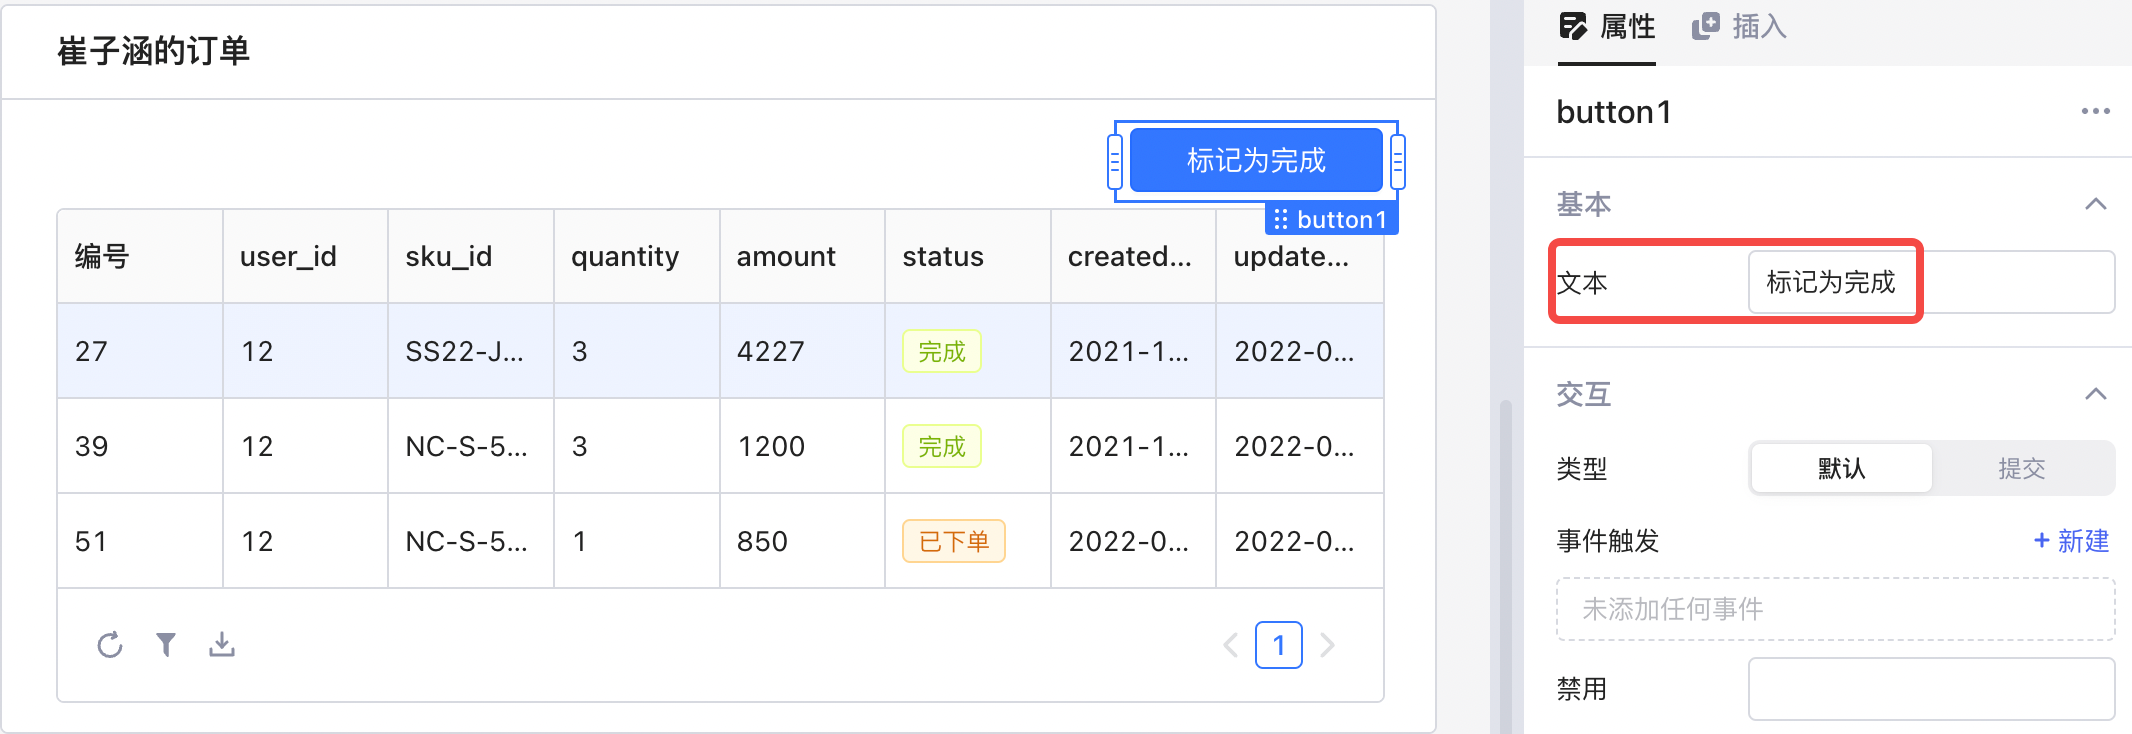 崔子涵的订单
标记为完成
button1
编号 user_id sku_id quantity amount status created... update...
27 12 SS22-J... 3 4227 完成 2021-1... 2022-0...
39 12 NC-S-5... 3 1200 完成 2021-1... 2022-0...
51 12 NC-S-5... 1 850 已下单 2022-0... 2022-0...
1
属性 插入
button1
基本
文本 标记为完成
交互
类型 默认 提交
事件触发 + 新建
未添加任何事件
禁用